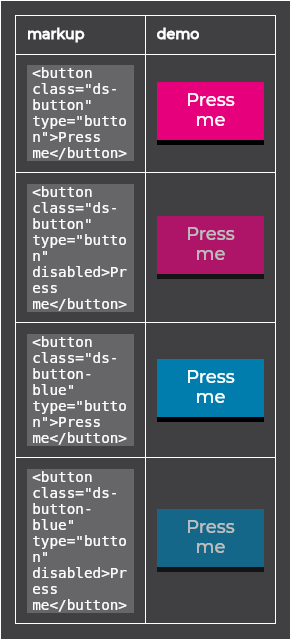 markup
demo
<button
class="ds-
button"
type="butto
n">Press
me</button>
Press
me
<button
class="ds-
button"
type="butto
n"
disabled>Pr
ess
me</button>
Press
me
<button
class="ds-
button-
blue"
type="butto
n">Press
me</button>
Press
me
<button
class="ds-
button-
blue"
type="butto
n"
disabled>Pr
ess
me</button>
Press
me